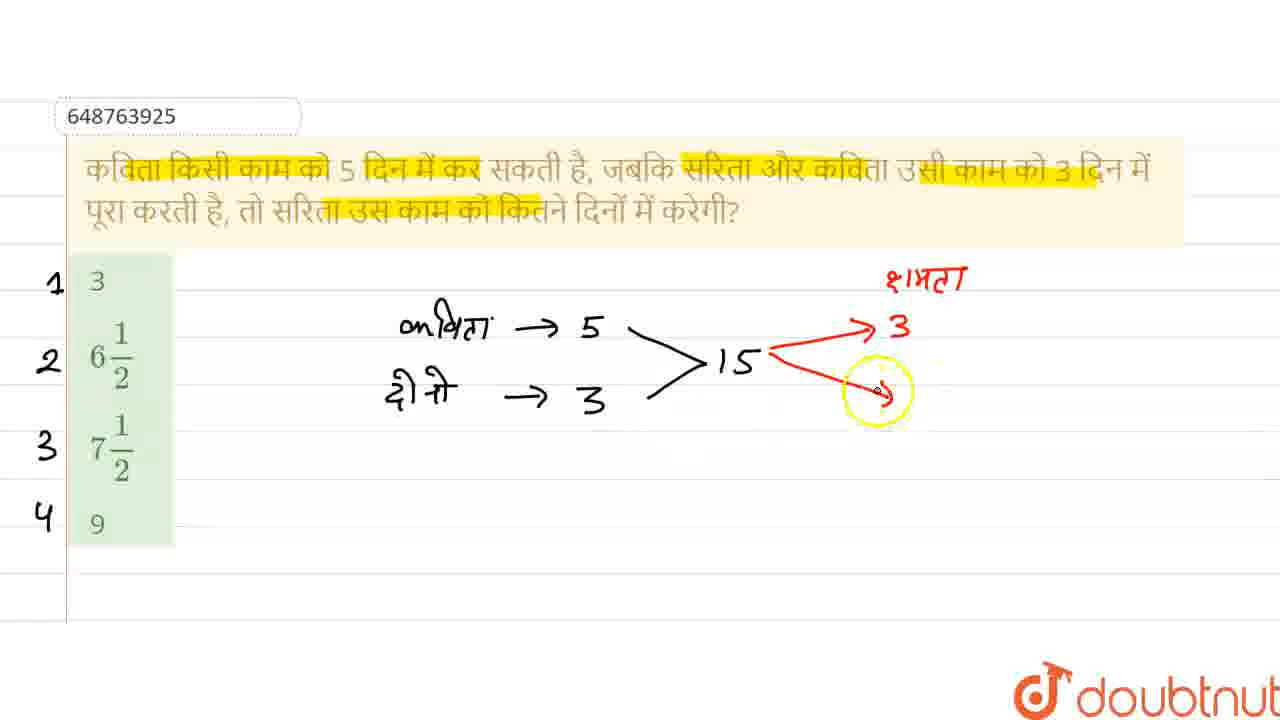 648763925
कविता किसी काम को 5 दिन में कर सकती है, जबकि सरिता और कविता उसी काम को 3 दिन में
पूरा करती है, तो सरिता उस काम को कितने दिनों में करेगी?
1 3
2 6 1/2
3 7 1/2
4 9
क्षमता
कविता → 5
15
3
दोनो → 3
doubtnut